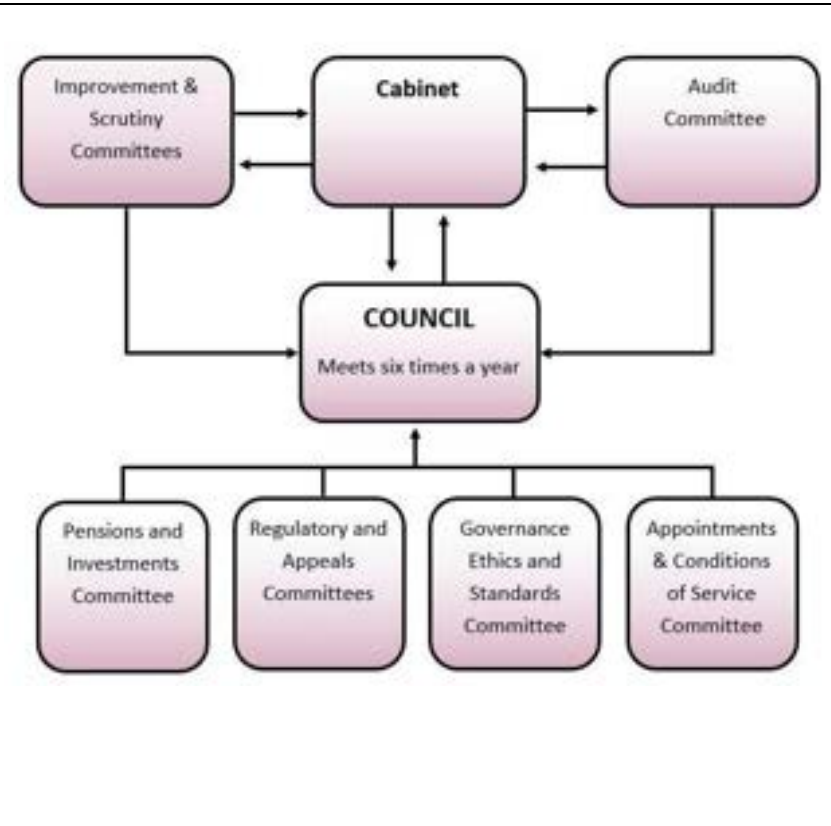 Improvement &
Scrutiny
Committees
Cabinet
Audit
Committee
COUNCIL
Meets six times a year
Pensions and
Investments
Committee
Regulatory and
Appeals
Committees
Governance
Ethics and
Standards
Committee
Appointments
& Conditions
of Service
Committee